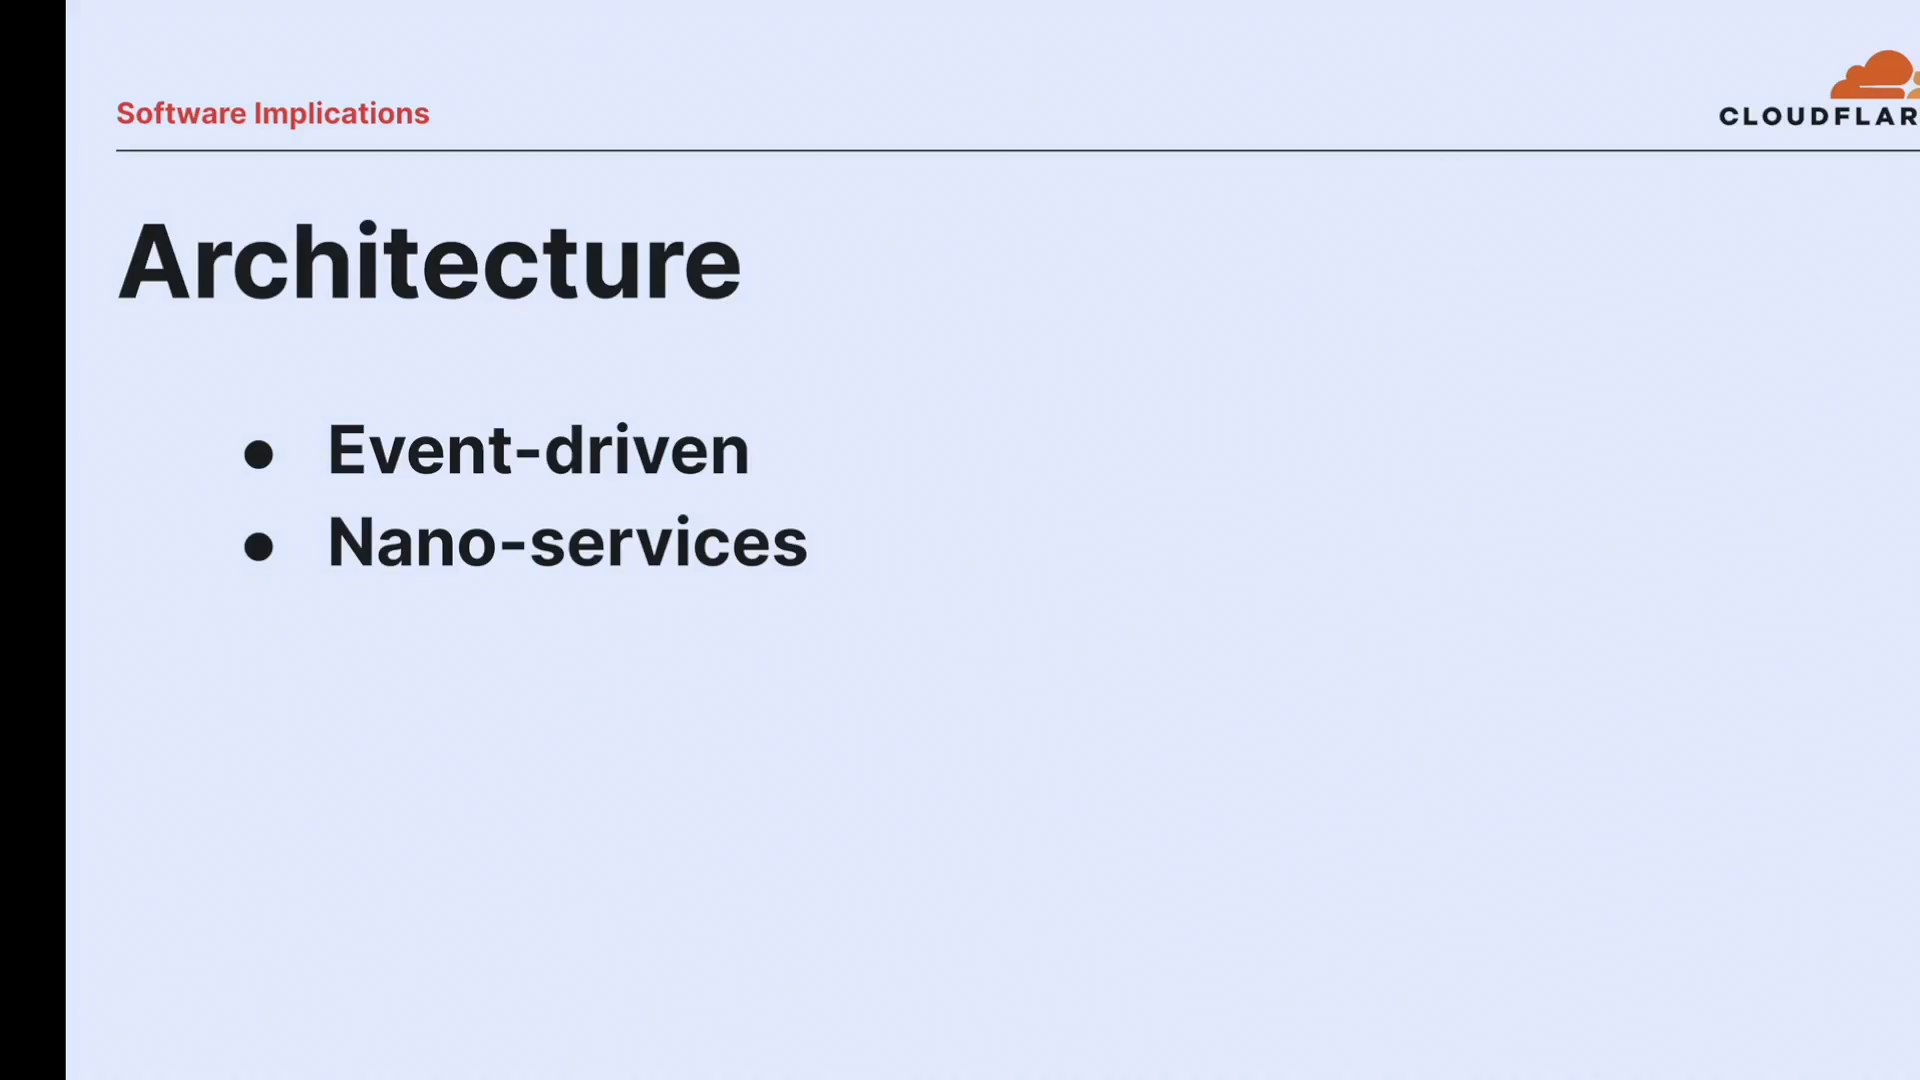 Software Implications
CLOUDFLAR
Architecture
● Event-driven
● Nano-services